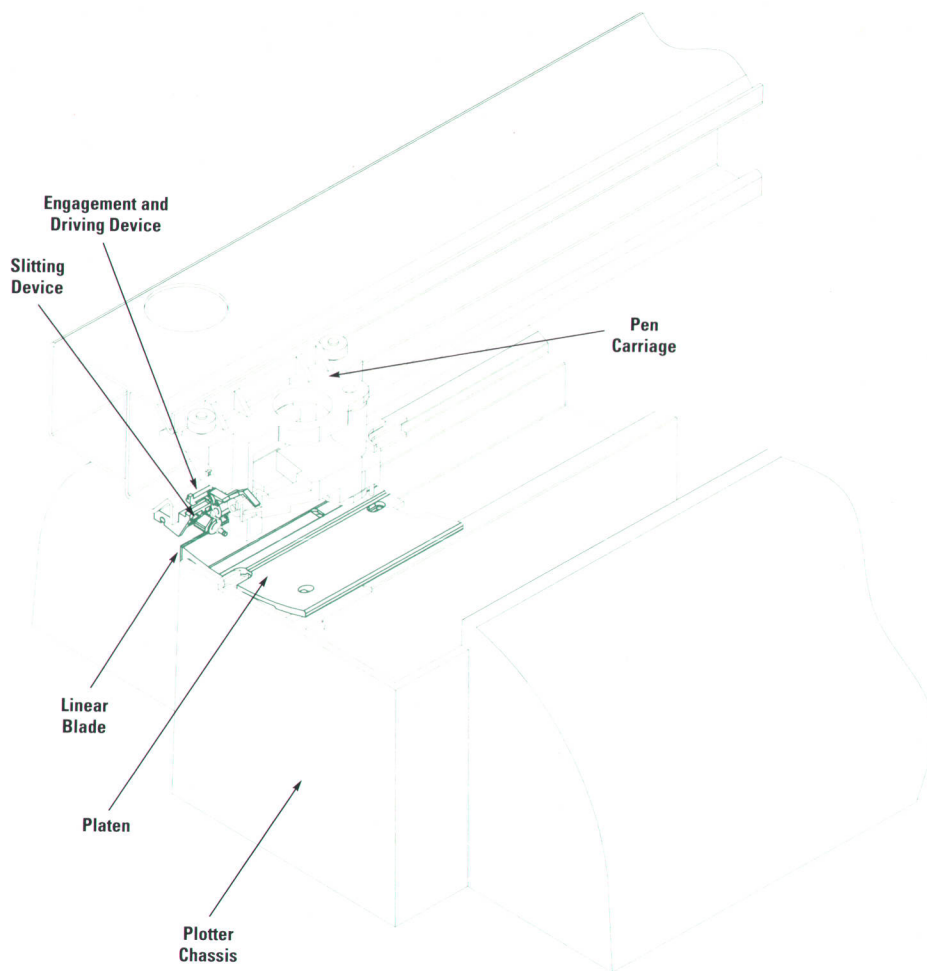 Engagement and
Driving Device
Slitting
Device
Pen
Carriage
Linear
Blade
Platen
Plotter
Chassis